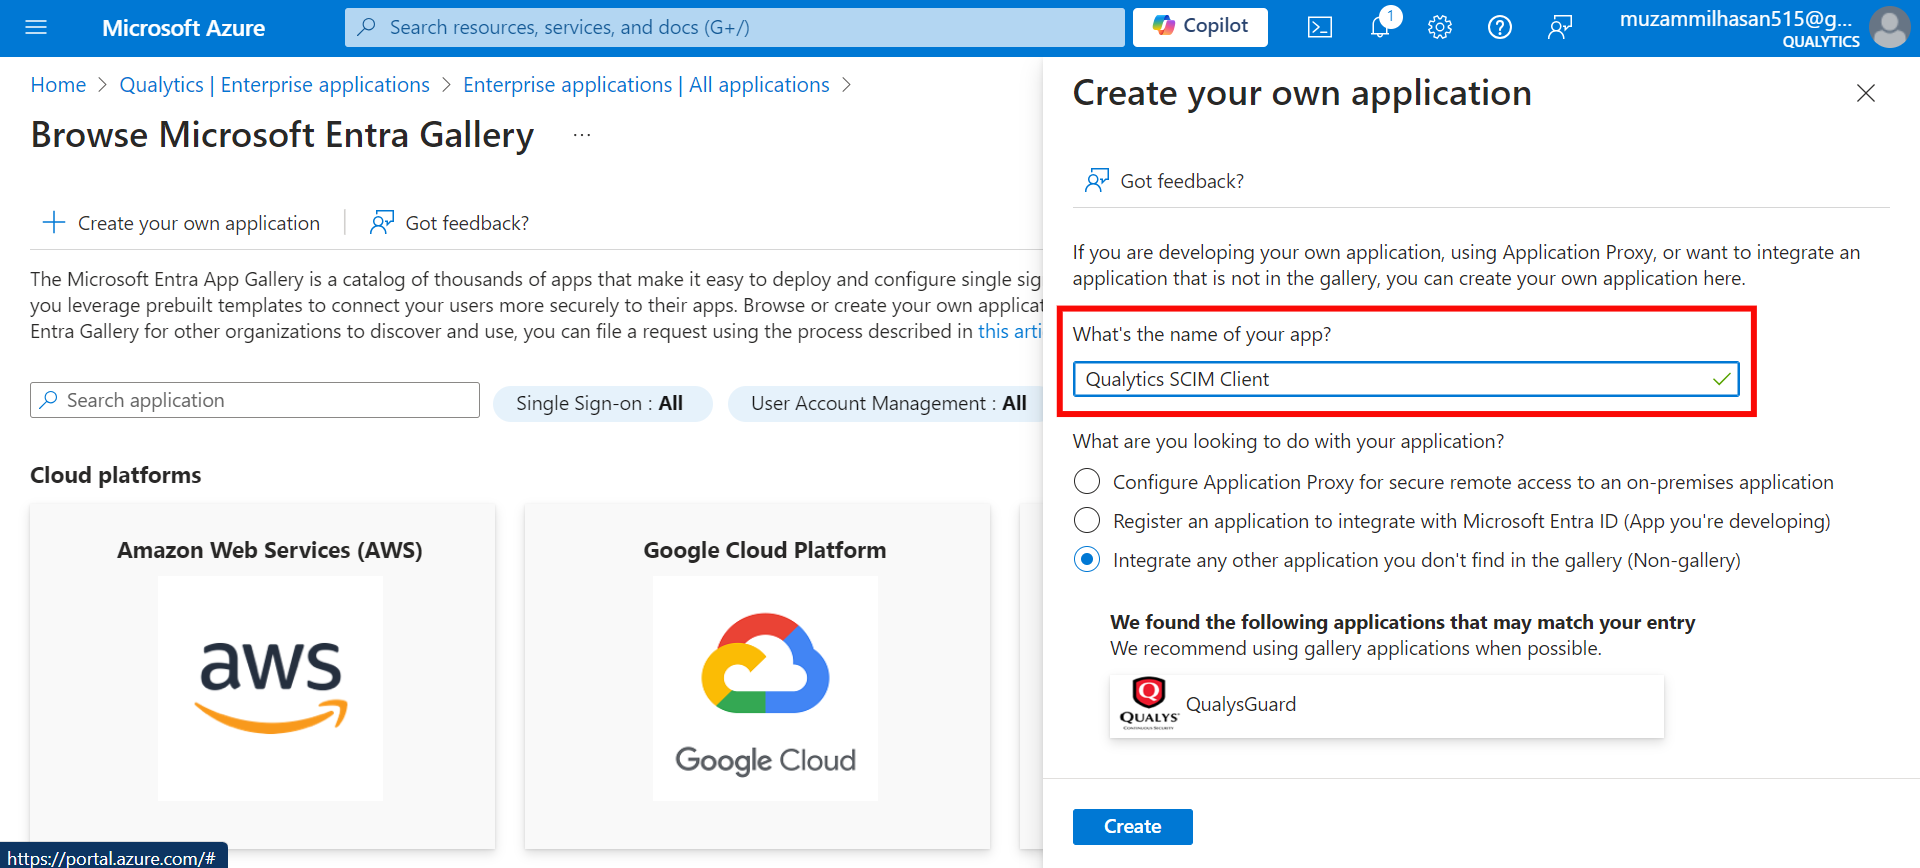 Microsoft Azure
Search resources, services, and docs (G+/)
Copilot
1
muzammilhasan515@g...
QUALYTICS
Home > Qualytics | Enterprise applications > Enterprise applications | All applications >
Browse Microsoft Entra Gallery ...
Create your own application
Got feedback?
The Microsoft Entra App Gallery is a catalog of thousands of apps that make it easy to deploy and configure single sig
you leverage prebuilt templates to connect your users more securely to their apps. Browse or create your own applicat
Entra Gallery for other organizations to discover and use, you can file a request using the process described in this arti
Search application
Single Sign-on : All
User Account Management : All
Cloud platforms
Amazon Web Services (AWS)
aws
Google Cloud Platform
Google Cloud
https://portal.azure.com/#
Create your own application
Got feedback?
If you are developing your own application, using Application Proxy, or want to integrate an
application that is not in the gallery, you can create your own application here.
What's the name of your app?
Qualytics SCIM Client
What are you looking to do with your application?
Configure Application Proxy for secure remote access to an on-premises application
Register an application to integrate with Microsoft Entra ID (App you're developing)
Integrate any other application you don't find in the gallery (Non-gallery)
We found the following applications that may match your entry
We recommend using gallery applications when possible.
QUALYS
CONTINUOUS SECURITY
QualysGuard
Create